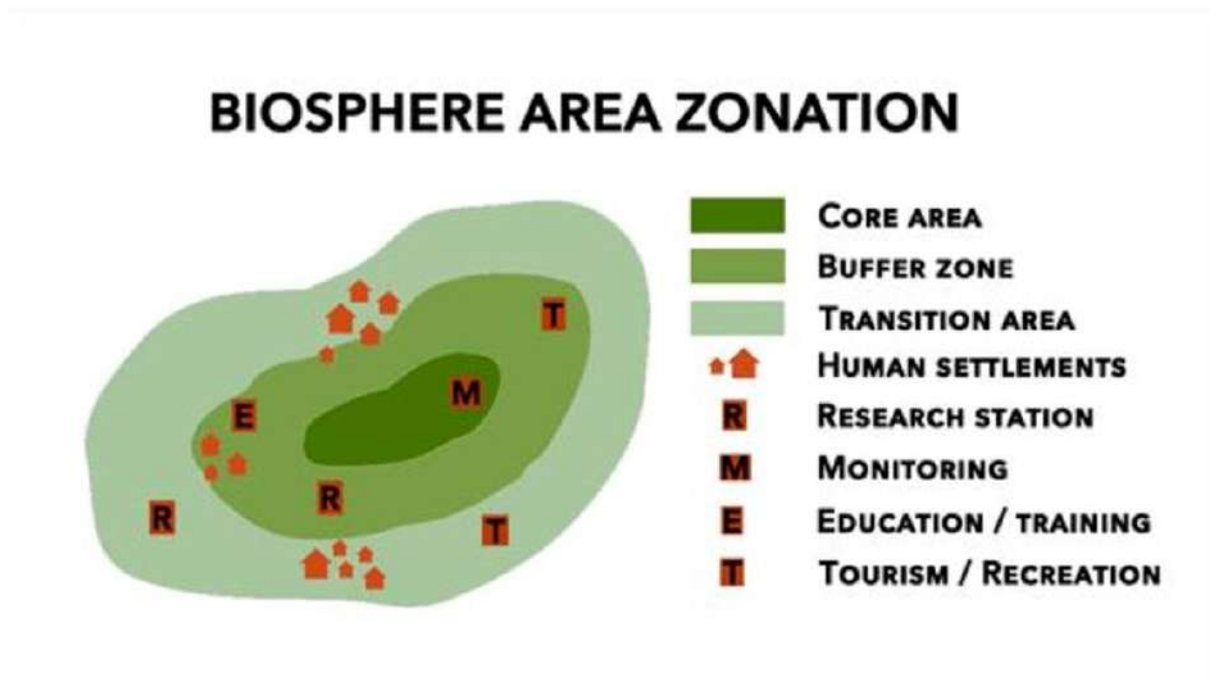 BIOSPHERE AREA ZONATION
CORE AREA
BUFFER ZONE
TRANSITION AREA
HUMAN SETTLEMENTS
R RESEARCH STATION
M MONITORING
E EDUCATION / TRAINING
T TOURISM / RECREATION
T
M
E
R
R
T